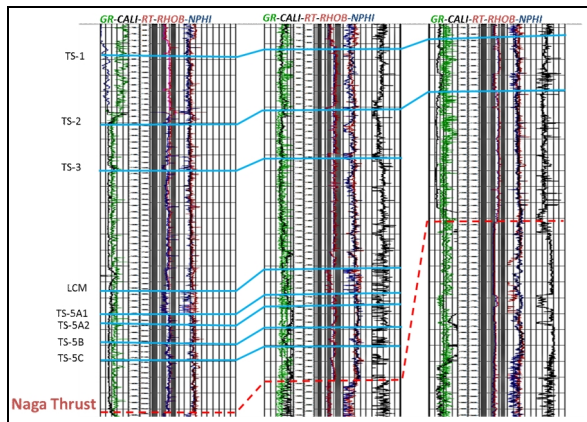 GR-CALI-RT-RHOB-NPHI GR-CALI-RT-RHOB-NPHI GR-CALI-RT-RHOB-NPHI
TS-1
TS-2
TS-3
LCM
TS-5A1
TS-5A2
TS-5B
TS-5C
Naga Thrust